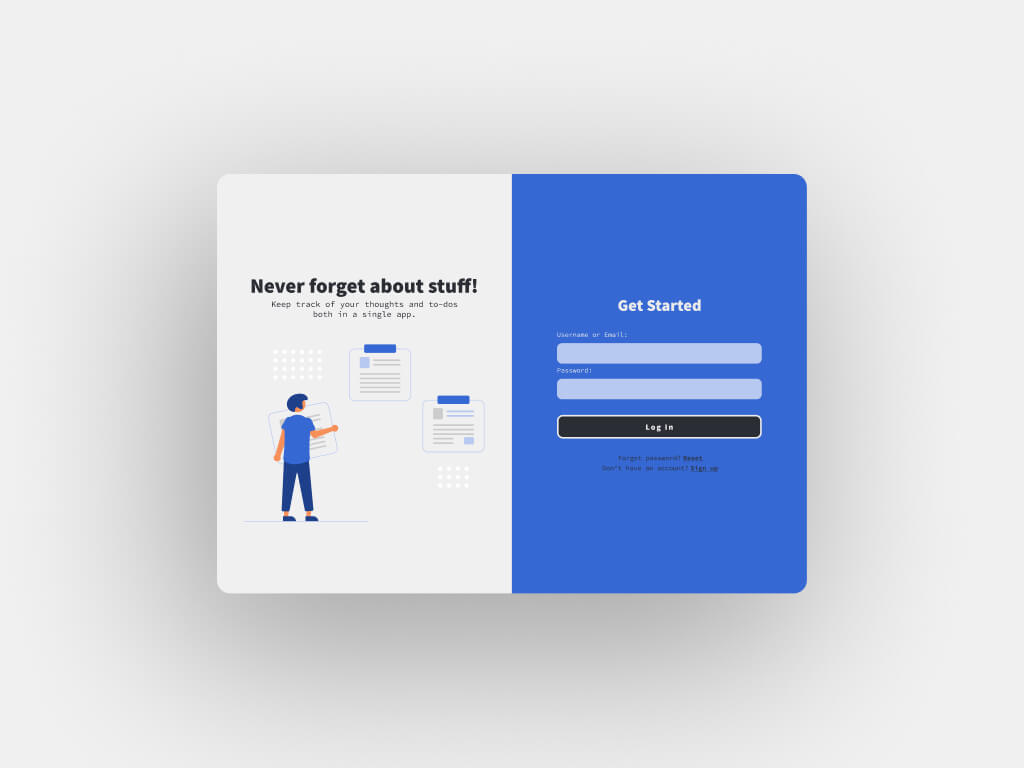 Never forget about stuff!
Keep track of your thoughts and to-dos
both in a single app.
Get Started
Username or Email:
Password:
Log In
Forgot password? Reset
Don't have an account? Sign up